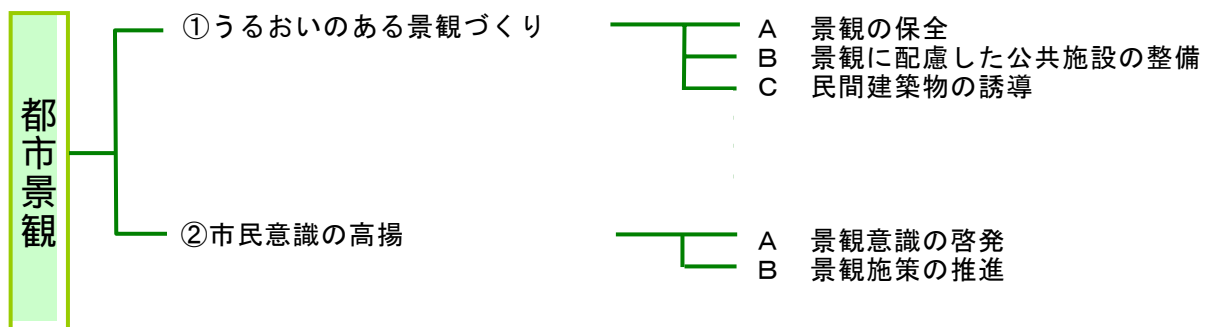 都市景観
①うるおいのある景観づくり
A 景観の保全
B 景観に配慮した公共施設の整備
C 民間建築物の誘導
②市民意識の高揚
A 景観意識の啓発
B 景観施策の推進